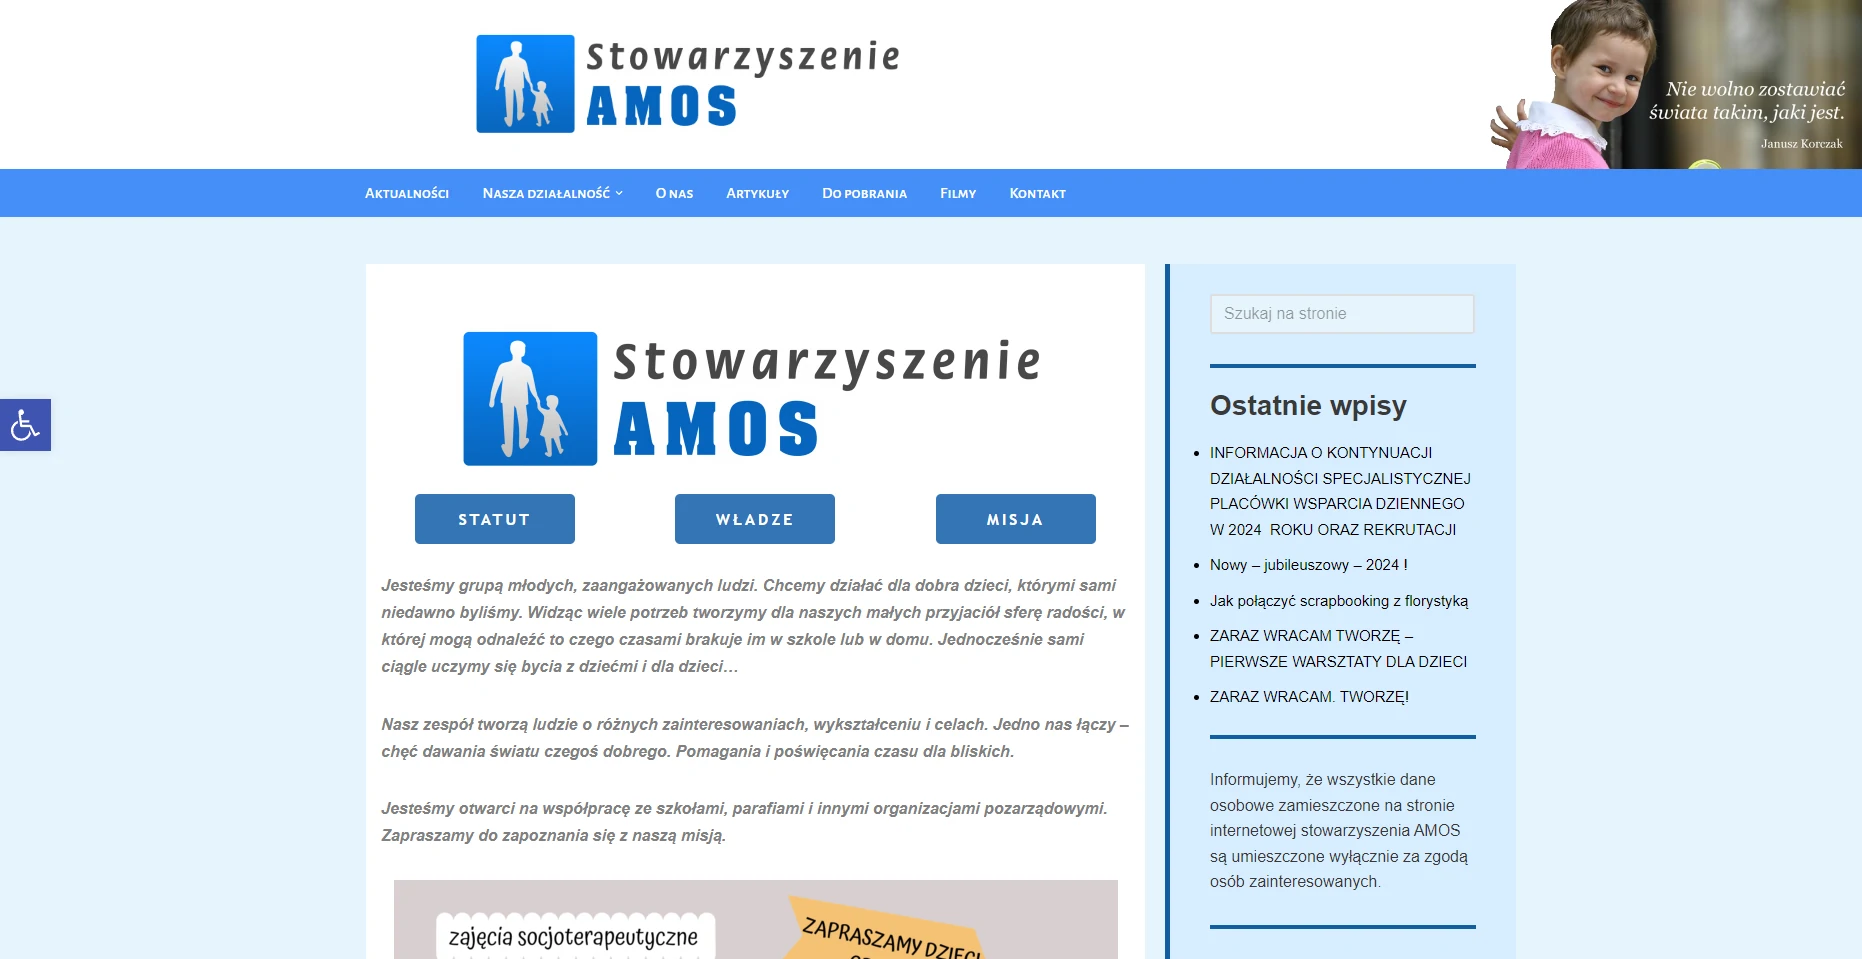 Stowarzyszenie
AMOS
Nie wolno zostawiać
świata takim, jaki jest.
Janusz Korczak
Aktualności Nasza działalność O nas Artykuły Do pobrania Filmy Kontakt
Stowarzyszenie
AMOS
STATUT WŁADZE MISJA
Jesteśmy grupą młodych, zaangażowanych ludzi. Chcemy działać dla dobra dzieci, którymi sami
niedawno byliśmy. Widząc wiele potrzeb tworzymy dla naszych małych przyjaciół sferę radości, w
której mogą odnaleźć to czego czasami brakuje im w szkole lub w domu. Jednocześnie sami
ciągle uczymy się bycia z dziećmi i dla dzieci…
Nasz zespół tworzą ludzie o różnych zainteresowaniach, wykształceniu i celach. Jedno nas łączy –
chęć dawania światu czegoś dobrego. Pomagania i poświęcania czasu dla bliskich.
Jesteśmy otwarci na współpracę ze szkołami, parafiami i innymi organizacjami pozarządowymi.
Zapraszamy do zapoznania się z naszą misją.
zajęcia socjoterapeutyczne
ZAPRASZAMY DZIECI
Szukaj na stronie
Ostatnie wpisy
INFORMACJA O KONTYNUACJI
DZIAŁALNOŚCI SPECJALISTYCZNEJ
PLACÓWKI WSPARCIA DZIENNEGO
W 2024 ROKU ORAZ REKRUTACJI
Nowy – jubileuszowy – 2024 !
Jak połączyć scrapbooking z florystyką
ZARAZ WRACAM TWORZĘ –
PIERWSZE WARSZTATY DLA DZIECI
ZARAZ WRACAM. TWORZĘ!
Informujemy, że wszystkie dane
osobowe zamieszczone na stronie
internetowej stowarzyszenia AMOS
są umieszczone wyłącznie za zgodą
osób zainteresowanych.